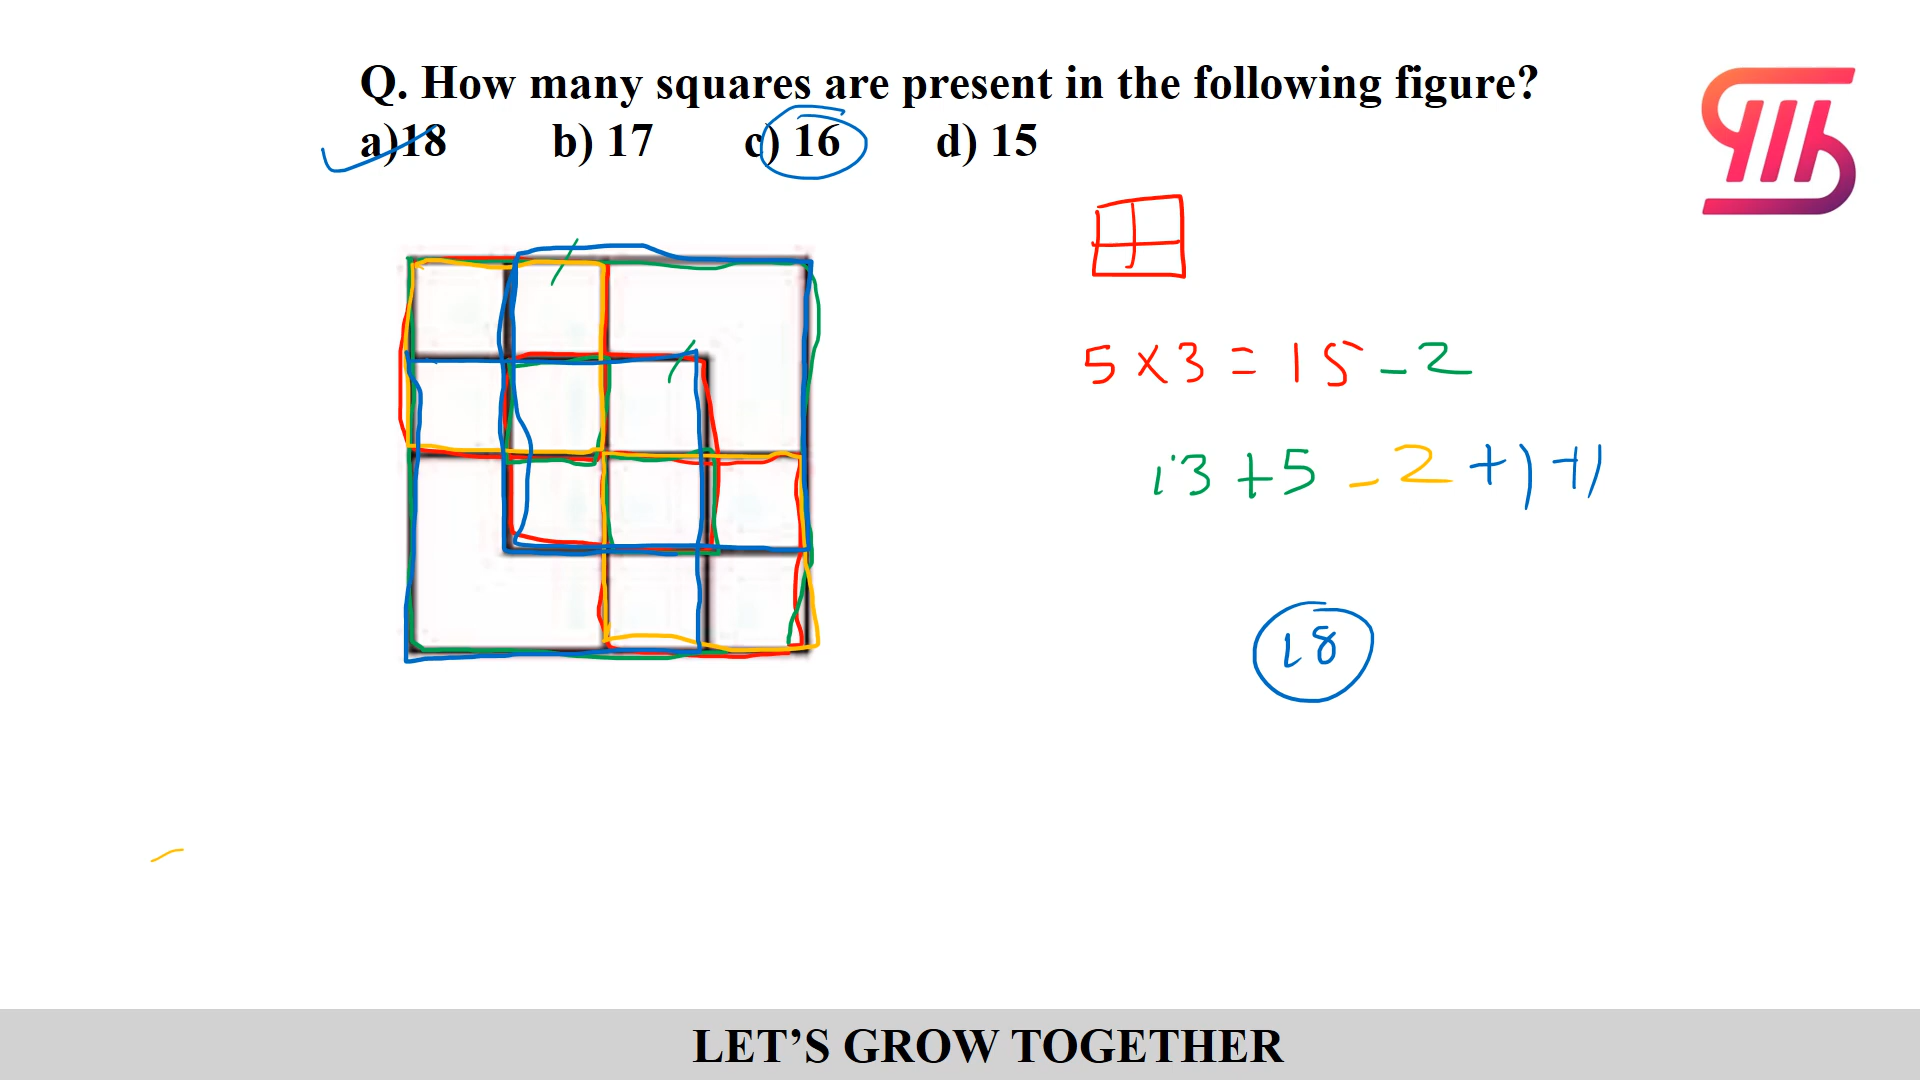 Q. How many squares are present in the following figure?
a)18 b) 17 c) 16 d) 15
5 × 3 = 15 - 2
13 + 5 - 2 + 1 + 1
18
LET’S GROW TOGETHER